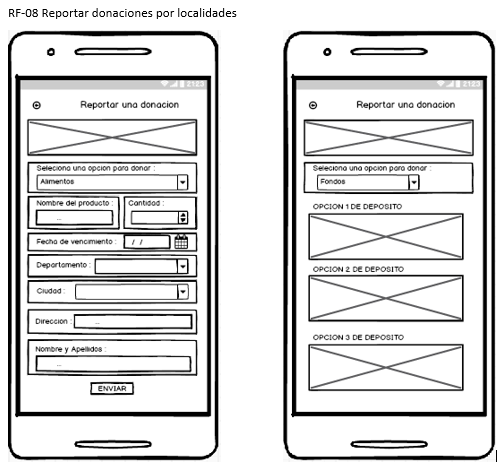 RF-08 Reportar donaciones por localidades
2123
Reportar una donacion
Seleciona una opcion para donar :
Alimentos
Nombre del producto :
Cantidad :
...
Fecha de vencimiento :
/ /
Departamento :
Ciudad :
Direccion :
...
Nombre y Apellidos :
...
ENVIAR
2123
Reportar una donacion
Seleciona una opcion para donar :
Fondos
OPCION 1 DE DEPOSITO
OPCION 2 DE DEPOSITO
OPCION 3 DE DEPOSITO